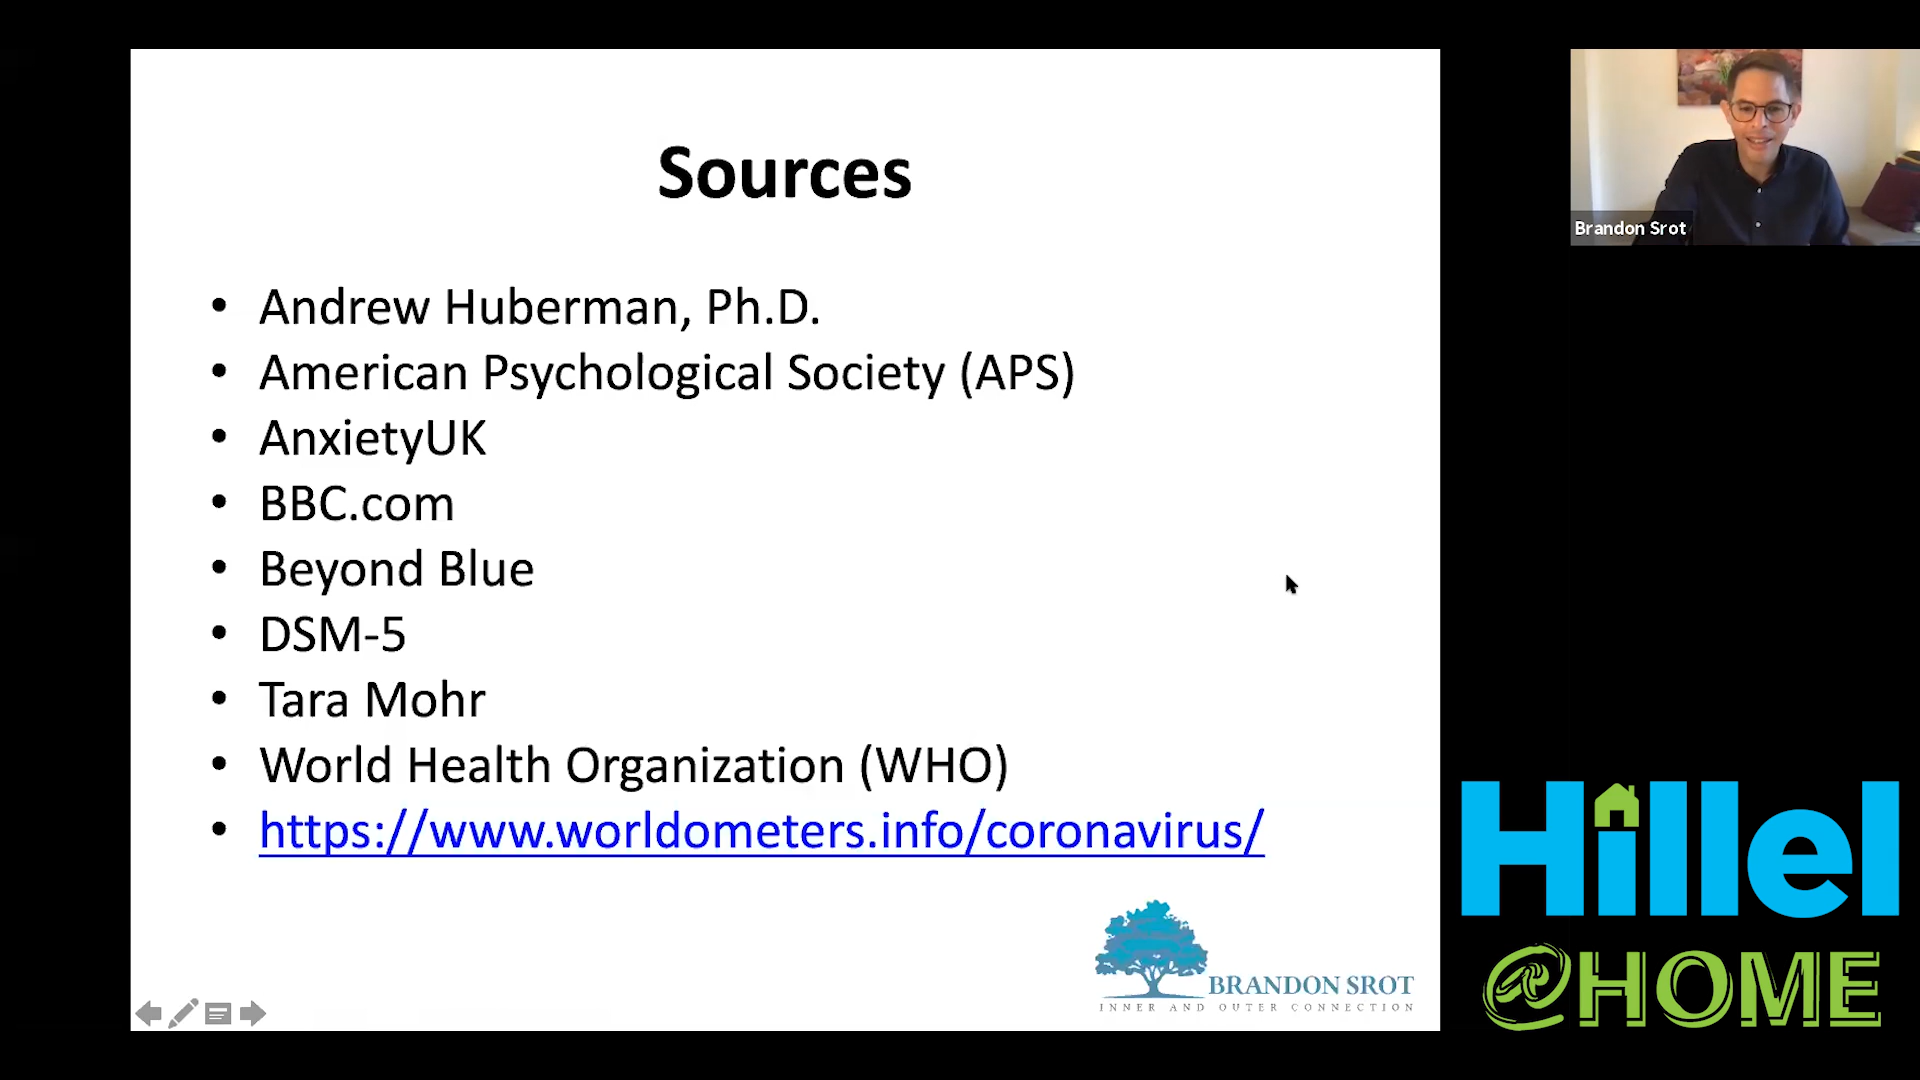 Sources
• Andrew Huberman, Ph.D.
• American Psychological Society (APS)
• AnxietyUK
• BBC.com
• Beyond Blue
• DSM-5
• Tara Mohr
• World Health Organization (WHO)
• https://www.worldometers.info/coronavirus/
BRANDON SROT
INNER AND OUTER CONNECTION
Brandon Srot
Hillel
@HOME